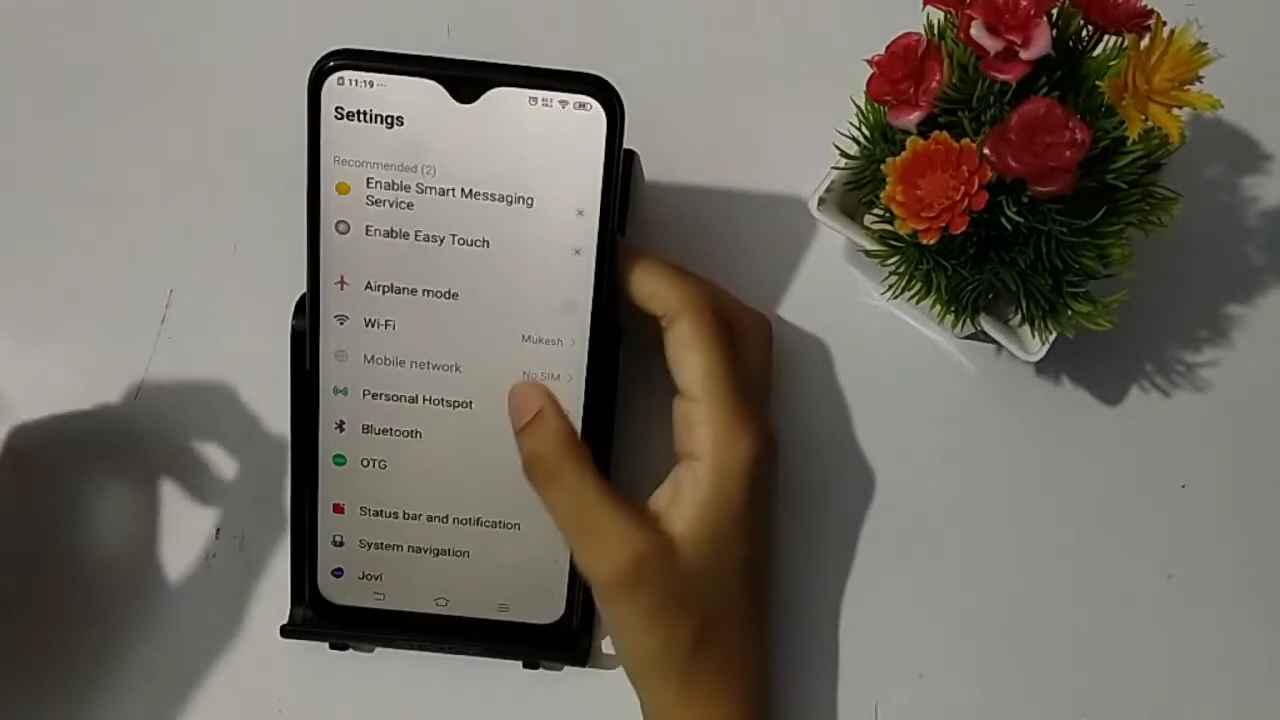 11:19
Settings
Recommended (2)
Enable Smart Messaging
Service
Enable Easy Touch
Airplane mode
Wi-Fi
Mukesh
Mobile network
No SIM
Personal Hotspot
Bluetooth
OTG
Status bar and notification
System navigation
Jovi